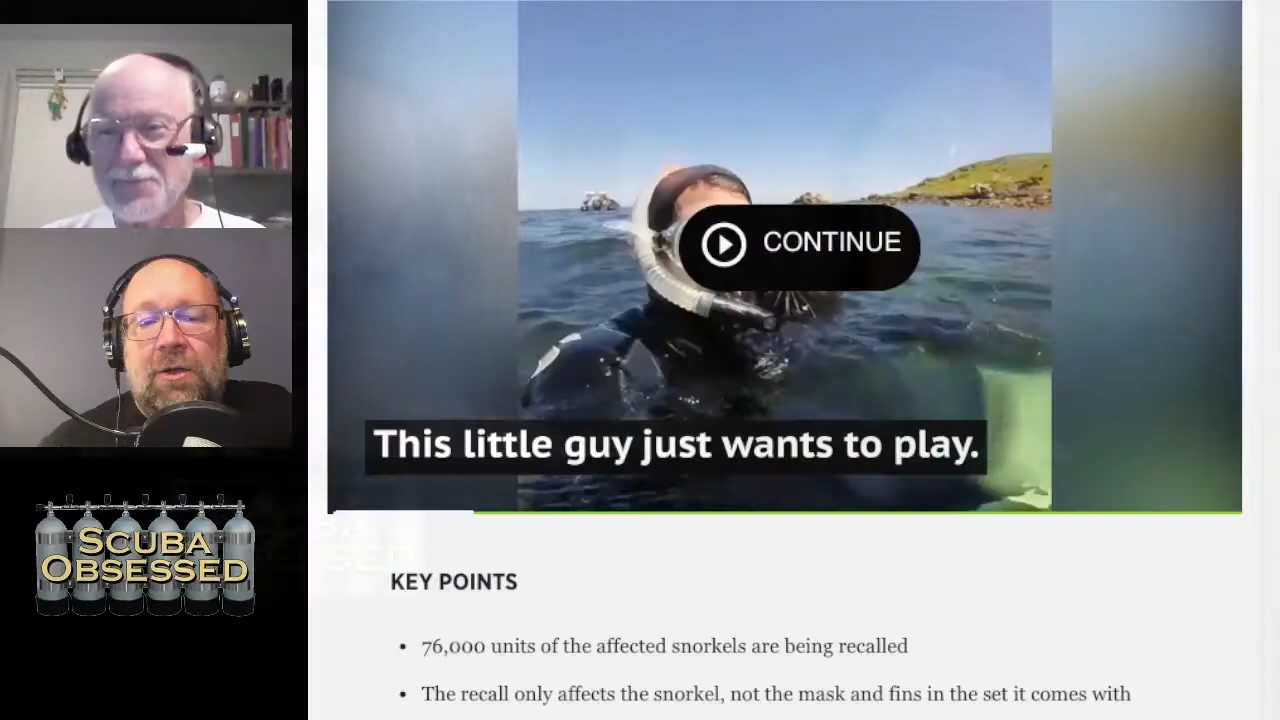 CONTINUE
This little guy just wants to play.
SCUBA
OBSESSED
KEY POINTS
• 76,000 units of the affected snorkels are being recalled
• The recall only affects the snorkel, not the mask and fins in the set it comes with